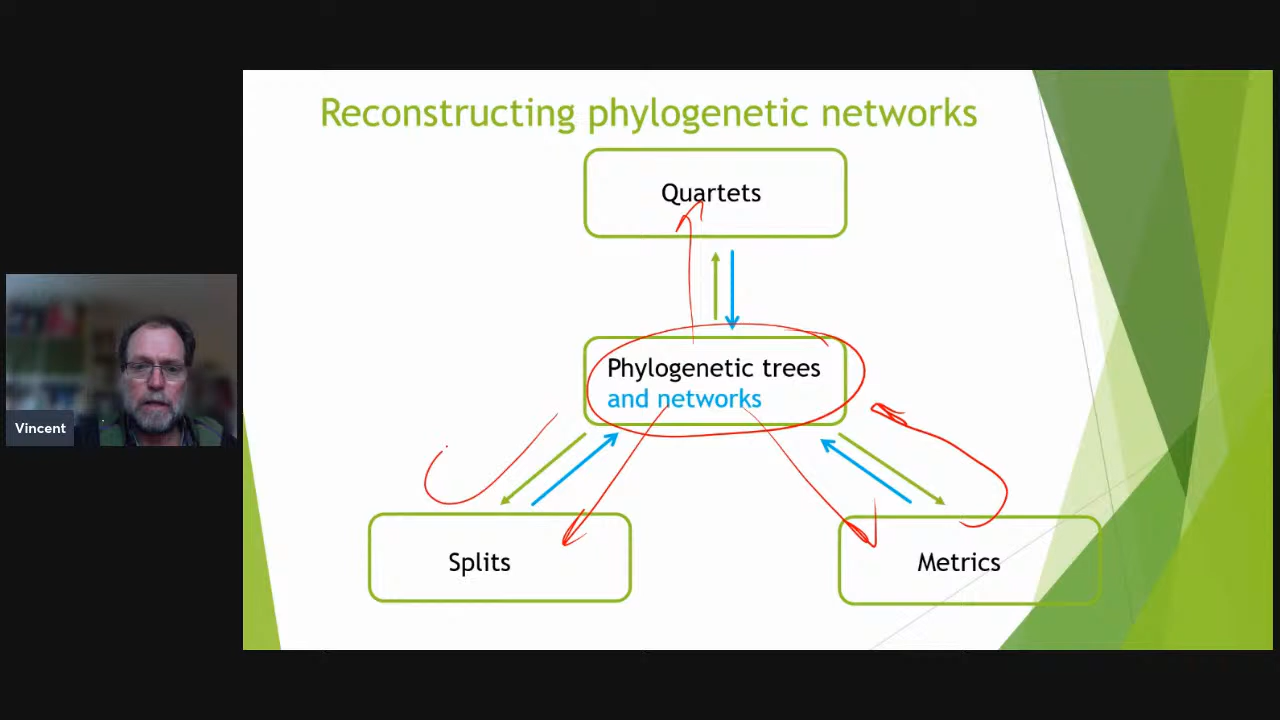 Reconstructing phylogenetic networks
Quartets
Phylogenetic trees
and networks
Vincent
Splits
Metrics